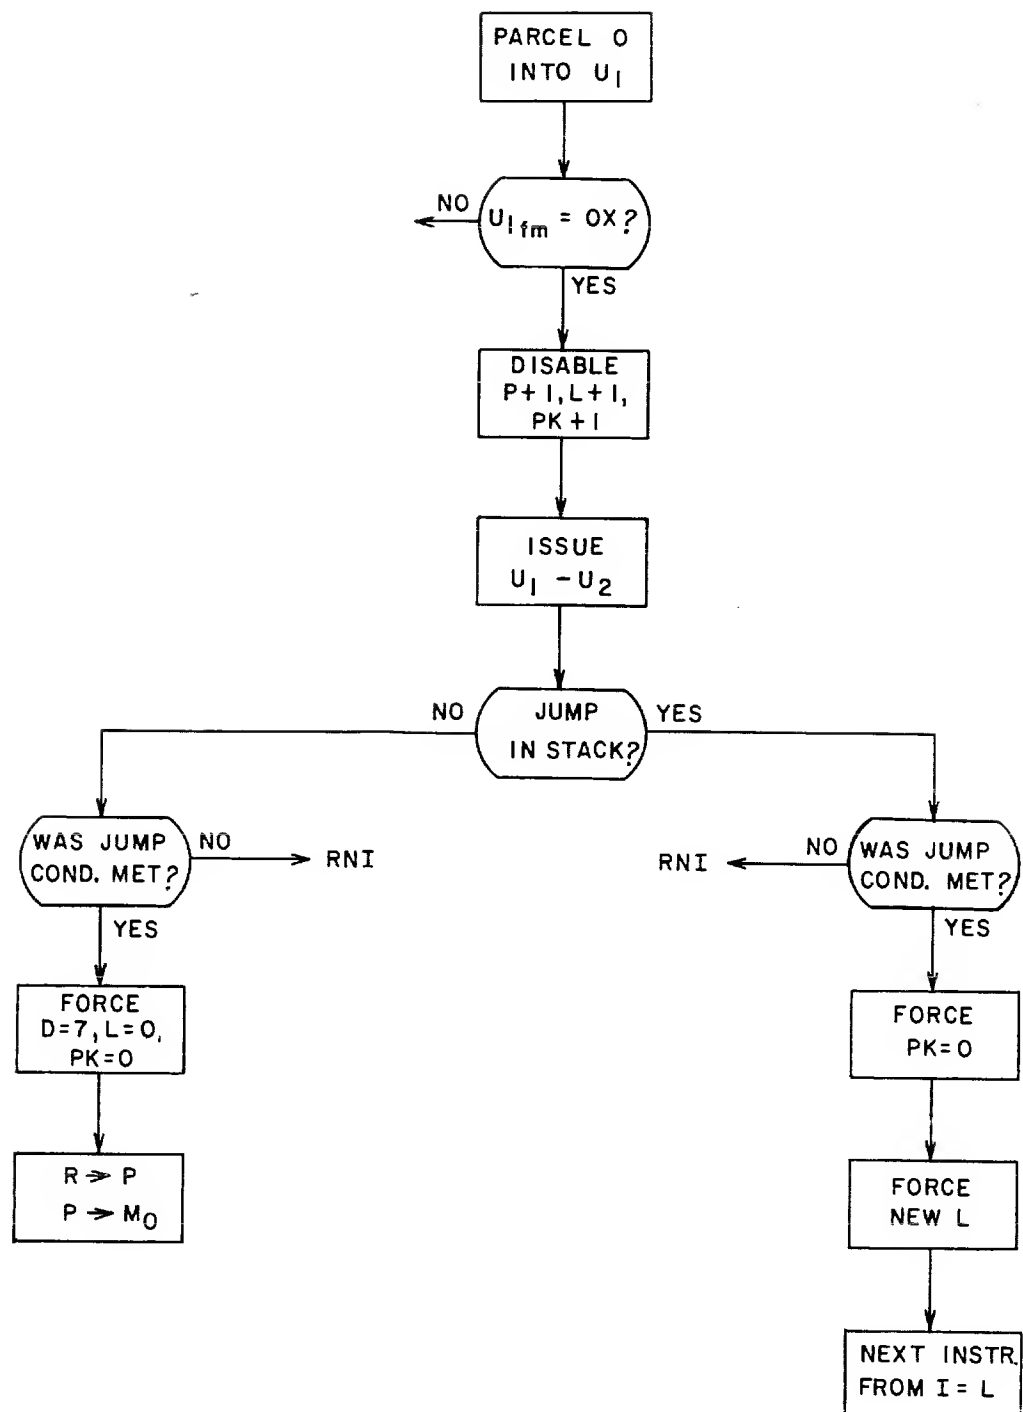 PARCEL 0
INTO U1
NO
U1fm = 0X?
YES
DISABLE
P+1, L+1,
PK+1
ISSUE
U1 - U2
NO
JUMP
IN STACK?
YES
WAS JUMP
COND. MET?
NO
RNI
YES
FORCE
D=7, L=0,
PK=0
R → P
P → M0
RNI
NO
WAS JUMP
COND. MET?
YES
FORCE
PK=0
FORCE
NEW L
NEXT INSTR.
FROM I = L